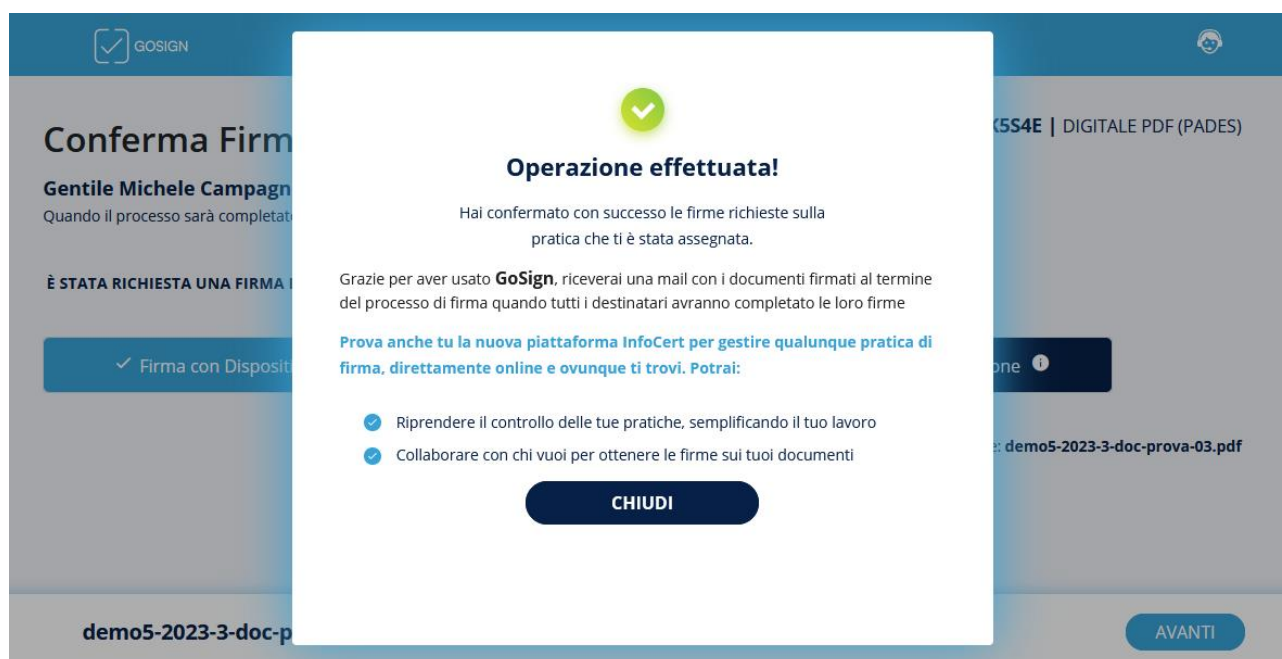 GOSIGN
Conferma Firm
K5S4E | DIGITALE PDF (PADES)
Gentile Michele Campagn
Quando il processo sarà completat
È STATA RICHIESTA UNA FIRMA
Firma con Dispositi
one
e: demo5-2023-3-doc-prova-03.pdf
Operazione effettuata!
Hai confermato con successo le firme richieste sulla
pratica che ti è stata assegnata.
Grazie per aver usato GoSign, riceverai una mail con i documenti firmati al termine
del processo di firma quando tutti i destinatari avranno completato le loro firme
Prova anche tu la nuova piattaforma InfoCert per gestire qualunque pratica di
firma, direttamente online e ovunque ti trovi. Potrai:
Riprendere il controllo delle tue pratiche, semplificando il tuo lavoro
Collaborare con chi vuoi per ottenere le firme sui tuoi documenti
CHIUDI
demo5-2023-3-doc-p
AVANTI